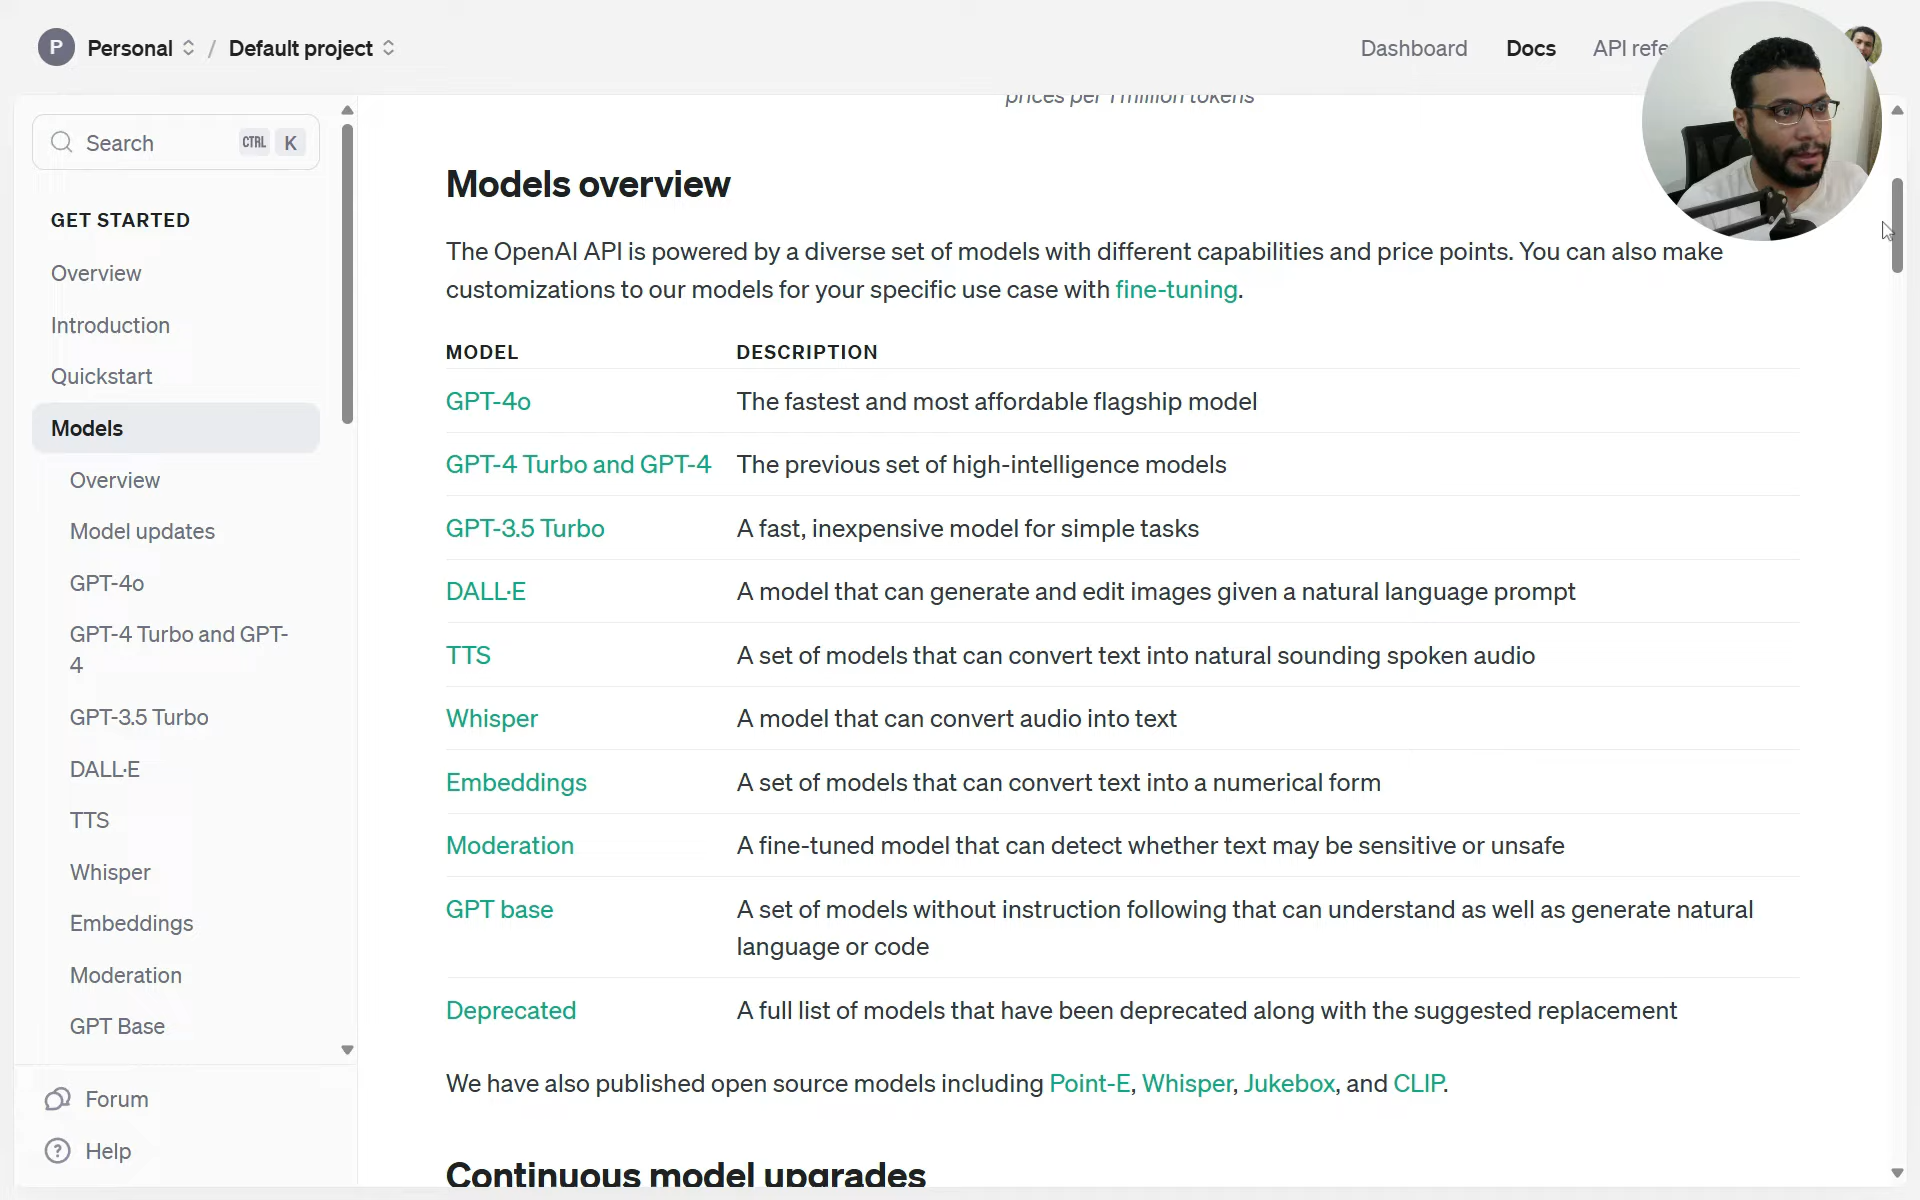 P Personal / Default project
Dashboard Docs API refe
Search CTRL K
GET STARTED
Overview
Introduction
Quickstart
Models
Overview
Model updates
GPT-4o
GPT-4 Turbo and GPT-
4
GPT-3.5 Turbo
DALL·E
TTS
Whisper
Embeddings
Moderation
GPT Base
Forum
Help
prices per 1 million tokens
Models overview
The OpenAI API is powered by a diverse set of models with different capabilities and price points. You can also make
customizations to our models for your specific use case with fine-tuning.
MODEL DESCRIPTION
GPT-4o The fastest and most affordable flagship model
GPT-4 Turbo and GPT-4 The previous set of high-intelligence models
GPT-3.5 Turbo A fast, inexpensive model for simple tasks
DALL·E A model that can generate and edit images given a natural language prompt
TTS A set of models that can convert text into natural sounding spoken audio
Whisper A model that can convert audio into text
Embeddings A set of models that can convert text into a numerical form
Moderation A fine-tuned model that can detect whether text may be sensitive or unsafe
GPT base A set of models without instruction following that can understand as well as generate natural
language or code
Deprecated A full list of models that have been deprecated along with the suggested replacement
We have also published open source models including Point-E, Whisper, Jukebox, and CLIP.
Continuous model upgrades